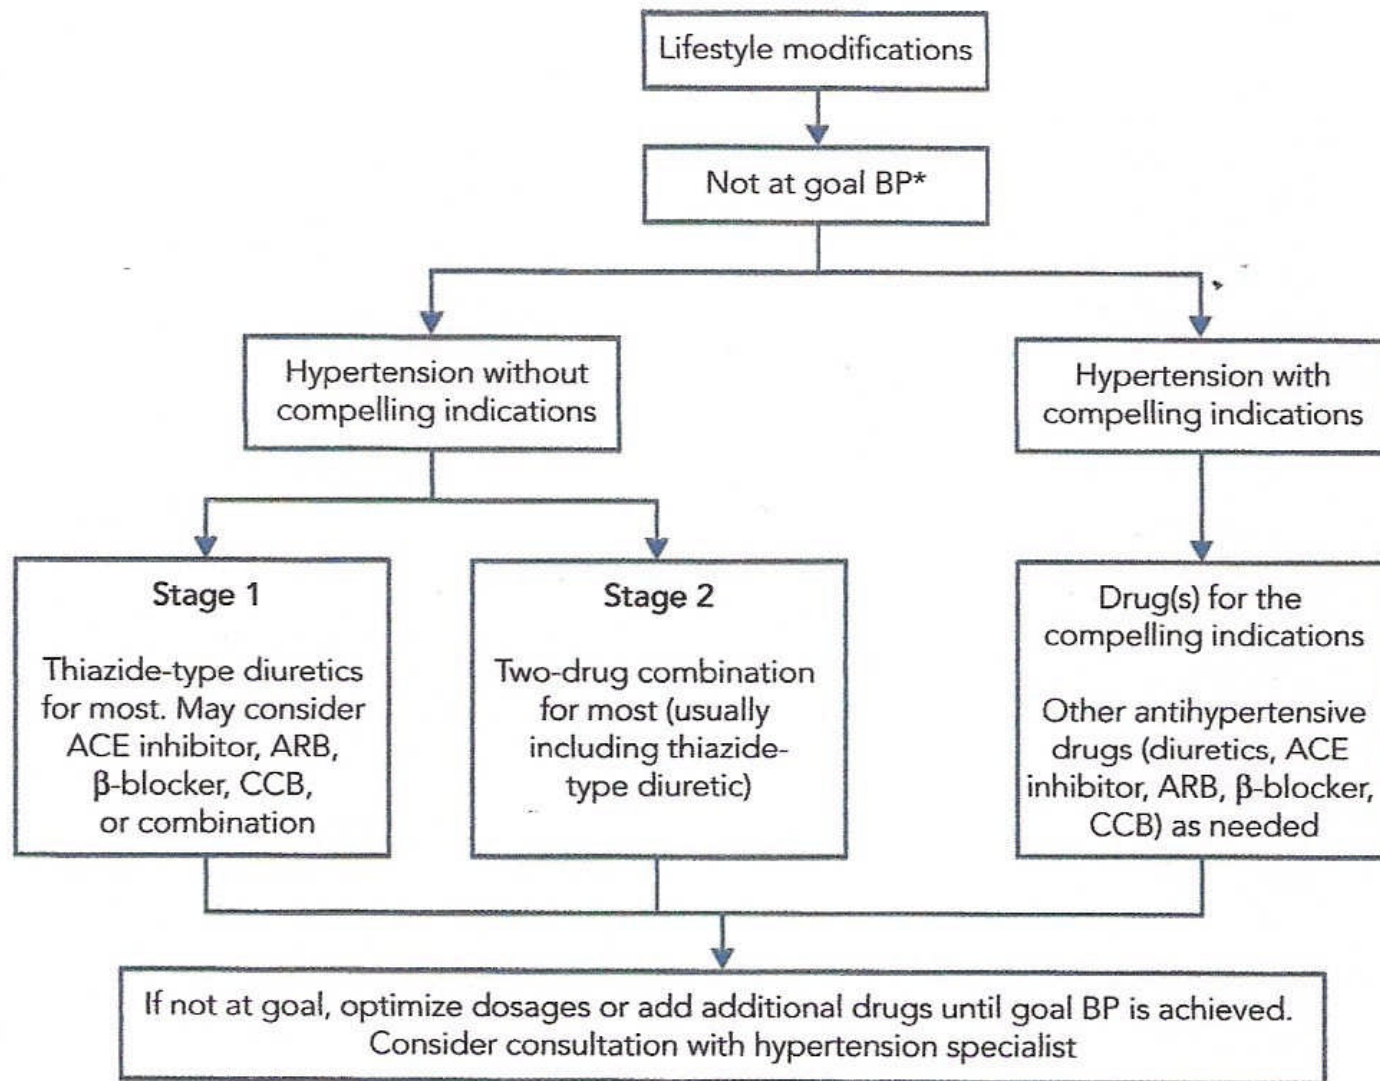 Lifestyle modifications
Not at goal BP*
Hypertension without
compelling indications
Hypertension with
compelling indications
Stage 1
Thiazide-type diuretics
for most. May consider
ACE inhibitor, ARB,
β-blocker, CCB,
or combination
Stage 2
Two-drug combination
for most (usually
including thiazide-
type diuretic)
Drug(s) for the
compelling indications
Other antihypertensive
drugs (diuretics, ACE
inhibitor, ARB, β-blocker,
CCB) as needed
If not at goal, optimize dosages or add additional drugs until goal BP is achieved.
Consider consultation with hypertension specialist